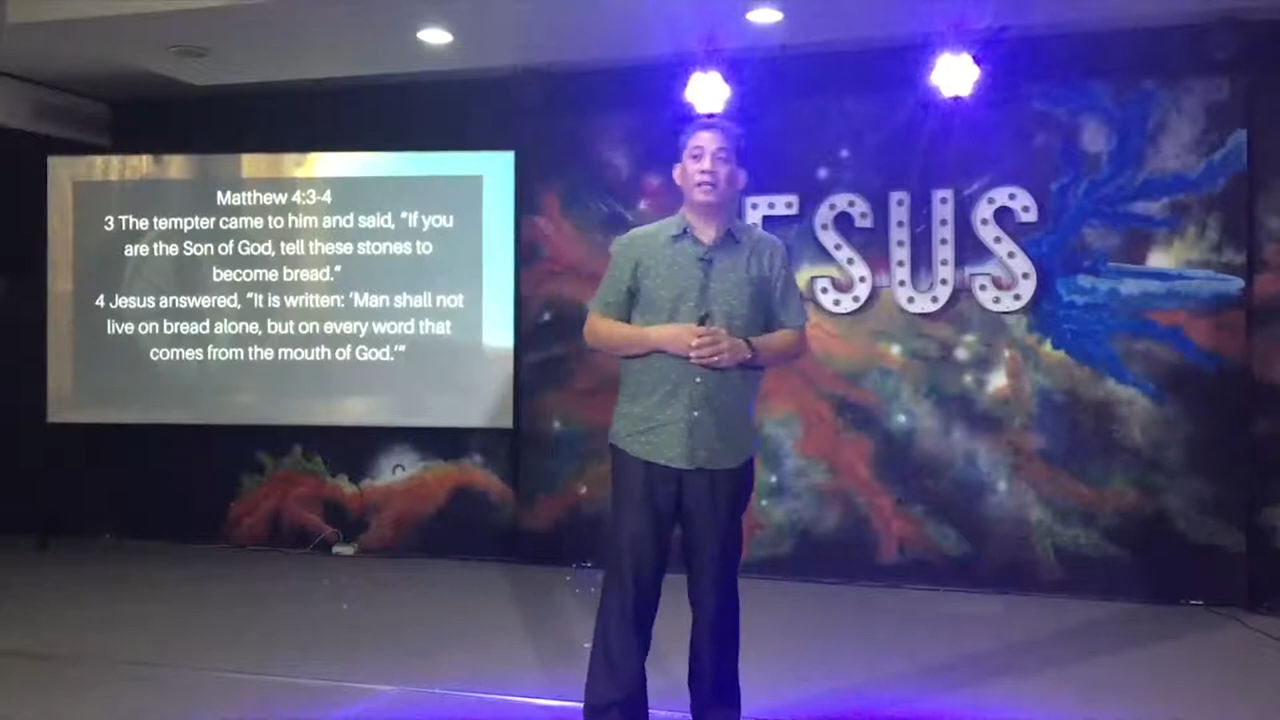 Matthew 4:3-4
3 The tempter came to him and said, “If you
are the Son of God, tell these stones to
become bread.”
4 Jesus answered, “It is written: ‘Man shall not
live on bread alone, but on every word that
comes from the mouth of God.’”
ESUS